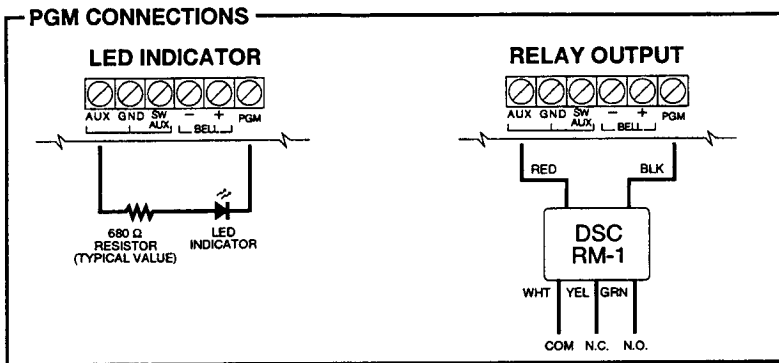 PGM CONNECTIONS
LED INDICATOR
AUX GND SW AUX − + PGM
BELL
680 Ω
RESISTOR
(TYPICAL VALUE)
LED
INDICATOR
RELAY OUTPUT
AUX GND SW AUX − + PGM
BELL
RED BLK
DSC
RM-1
WHT YEL GRN
COM N.C. N.O.